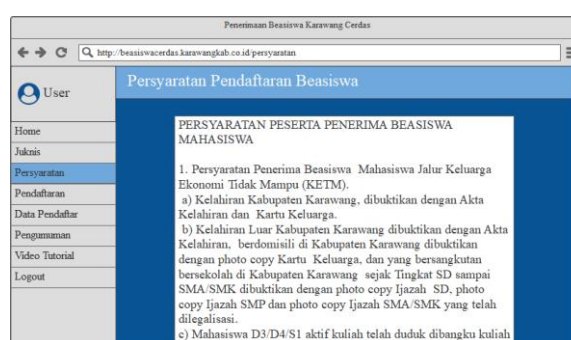 Penerimaan Beasiswa Karawang Cerdas
http://beasiswacerdas.karawangkab.co.id/persyaratan
User
Persyaratan Pendaftaran Beasiswa
Home
Juknis
Persyaratan
Pendaftaran
Data Pendaftar
Pengumuman
Video Tutorial
Logout
PERSYARATAN PESERTA PENERIMA BEASISWA
MAHASISWA
1. Persyaratan Penerima Beasiswa Mahasiswa Jalur Keluarga
Ekonomi Tidak Mampu (KETM).
a) Kelahiran Kabupaten Karawang, dibuktikan dengan Akta
Kelahiran dan Kartu Keluarga.
b) Kelahiran Luar Kabupaten Karawang dibuktikan dengan Akta
Kelahiran, berdomisili di Kabupaten Karawang dibuktikan
dengan photo copy Kartu Keluarga, dan yang bersangkutan
bersekolah di Kabupaten Karawang sejak Tingkat SD sampai
SMA/SMK dibuktikan dengan photo copy Ijazah SD, photo
copy Ijazah SMP dan photo copy Ijazah SMA/SMK yang telah
dilegalisasi.
c) Mahasiswa D3/D4/S1 aktif kuliah telah duduk dibangku kuliah